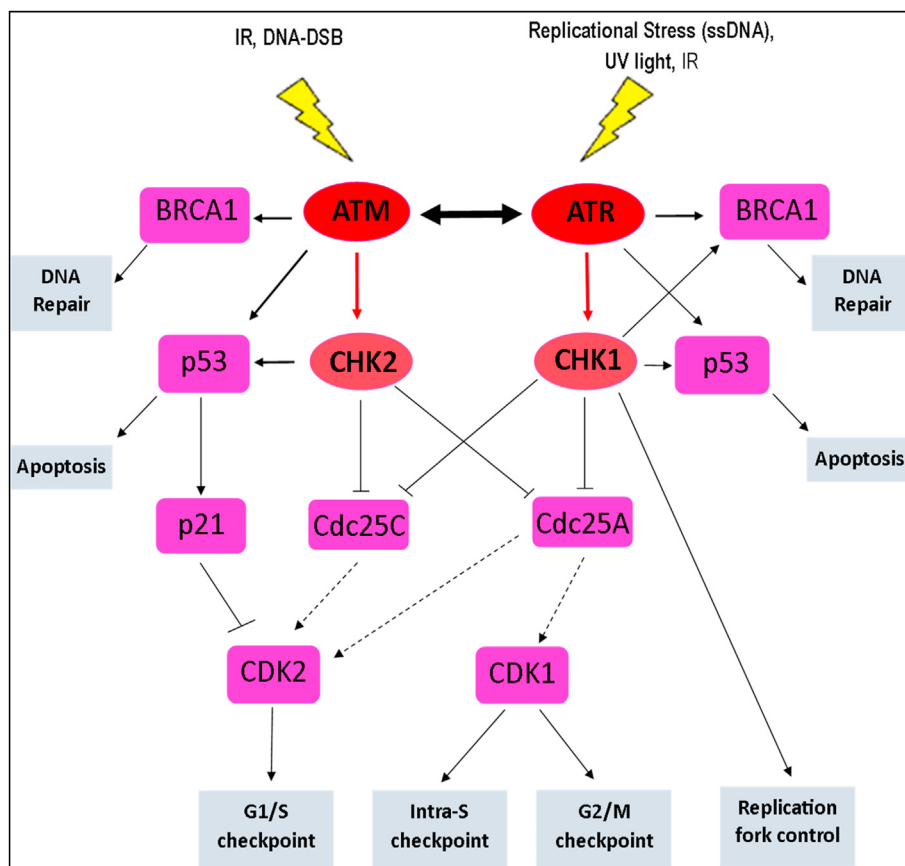 IR, DNA-DSB
Replicational Stress (ssDNA),
UV light, IR
BRCA1
ATM
ATR
BRCA1
DNA
Repair
DNA
Repair
p53
CHK2
CHK1
p53
Apoptosis
Apoptosis
p21
Cdc25C
Cdc25A
CDK2
CDK1
G1/S
checkpoint
Intra-S
checkpoint
G2/M
checkpoint
Replication
fork control